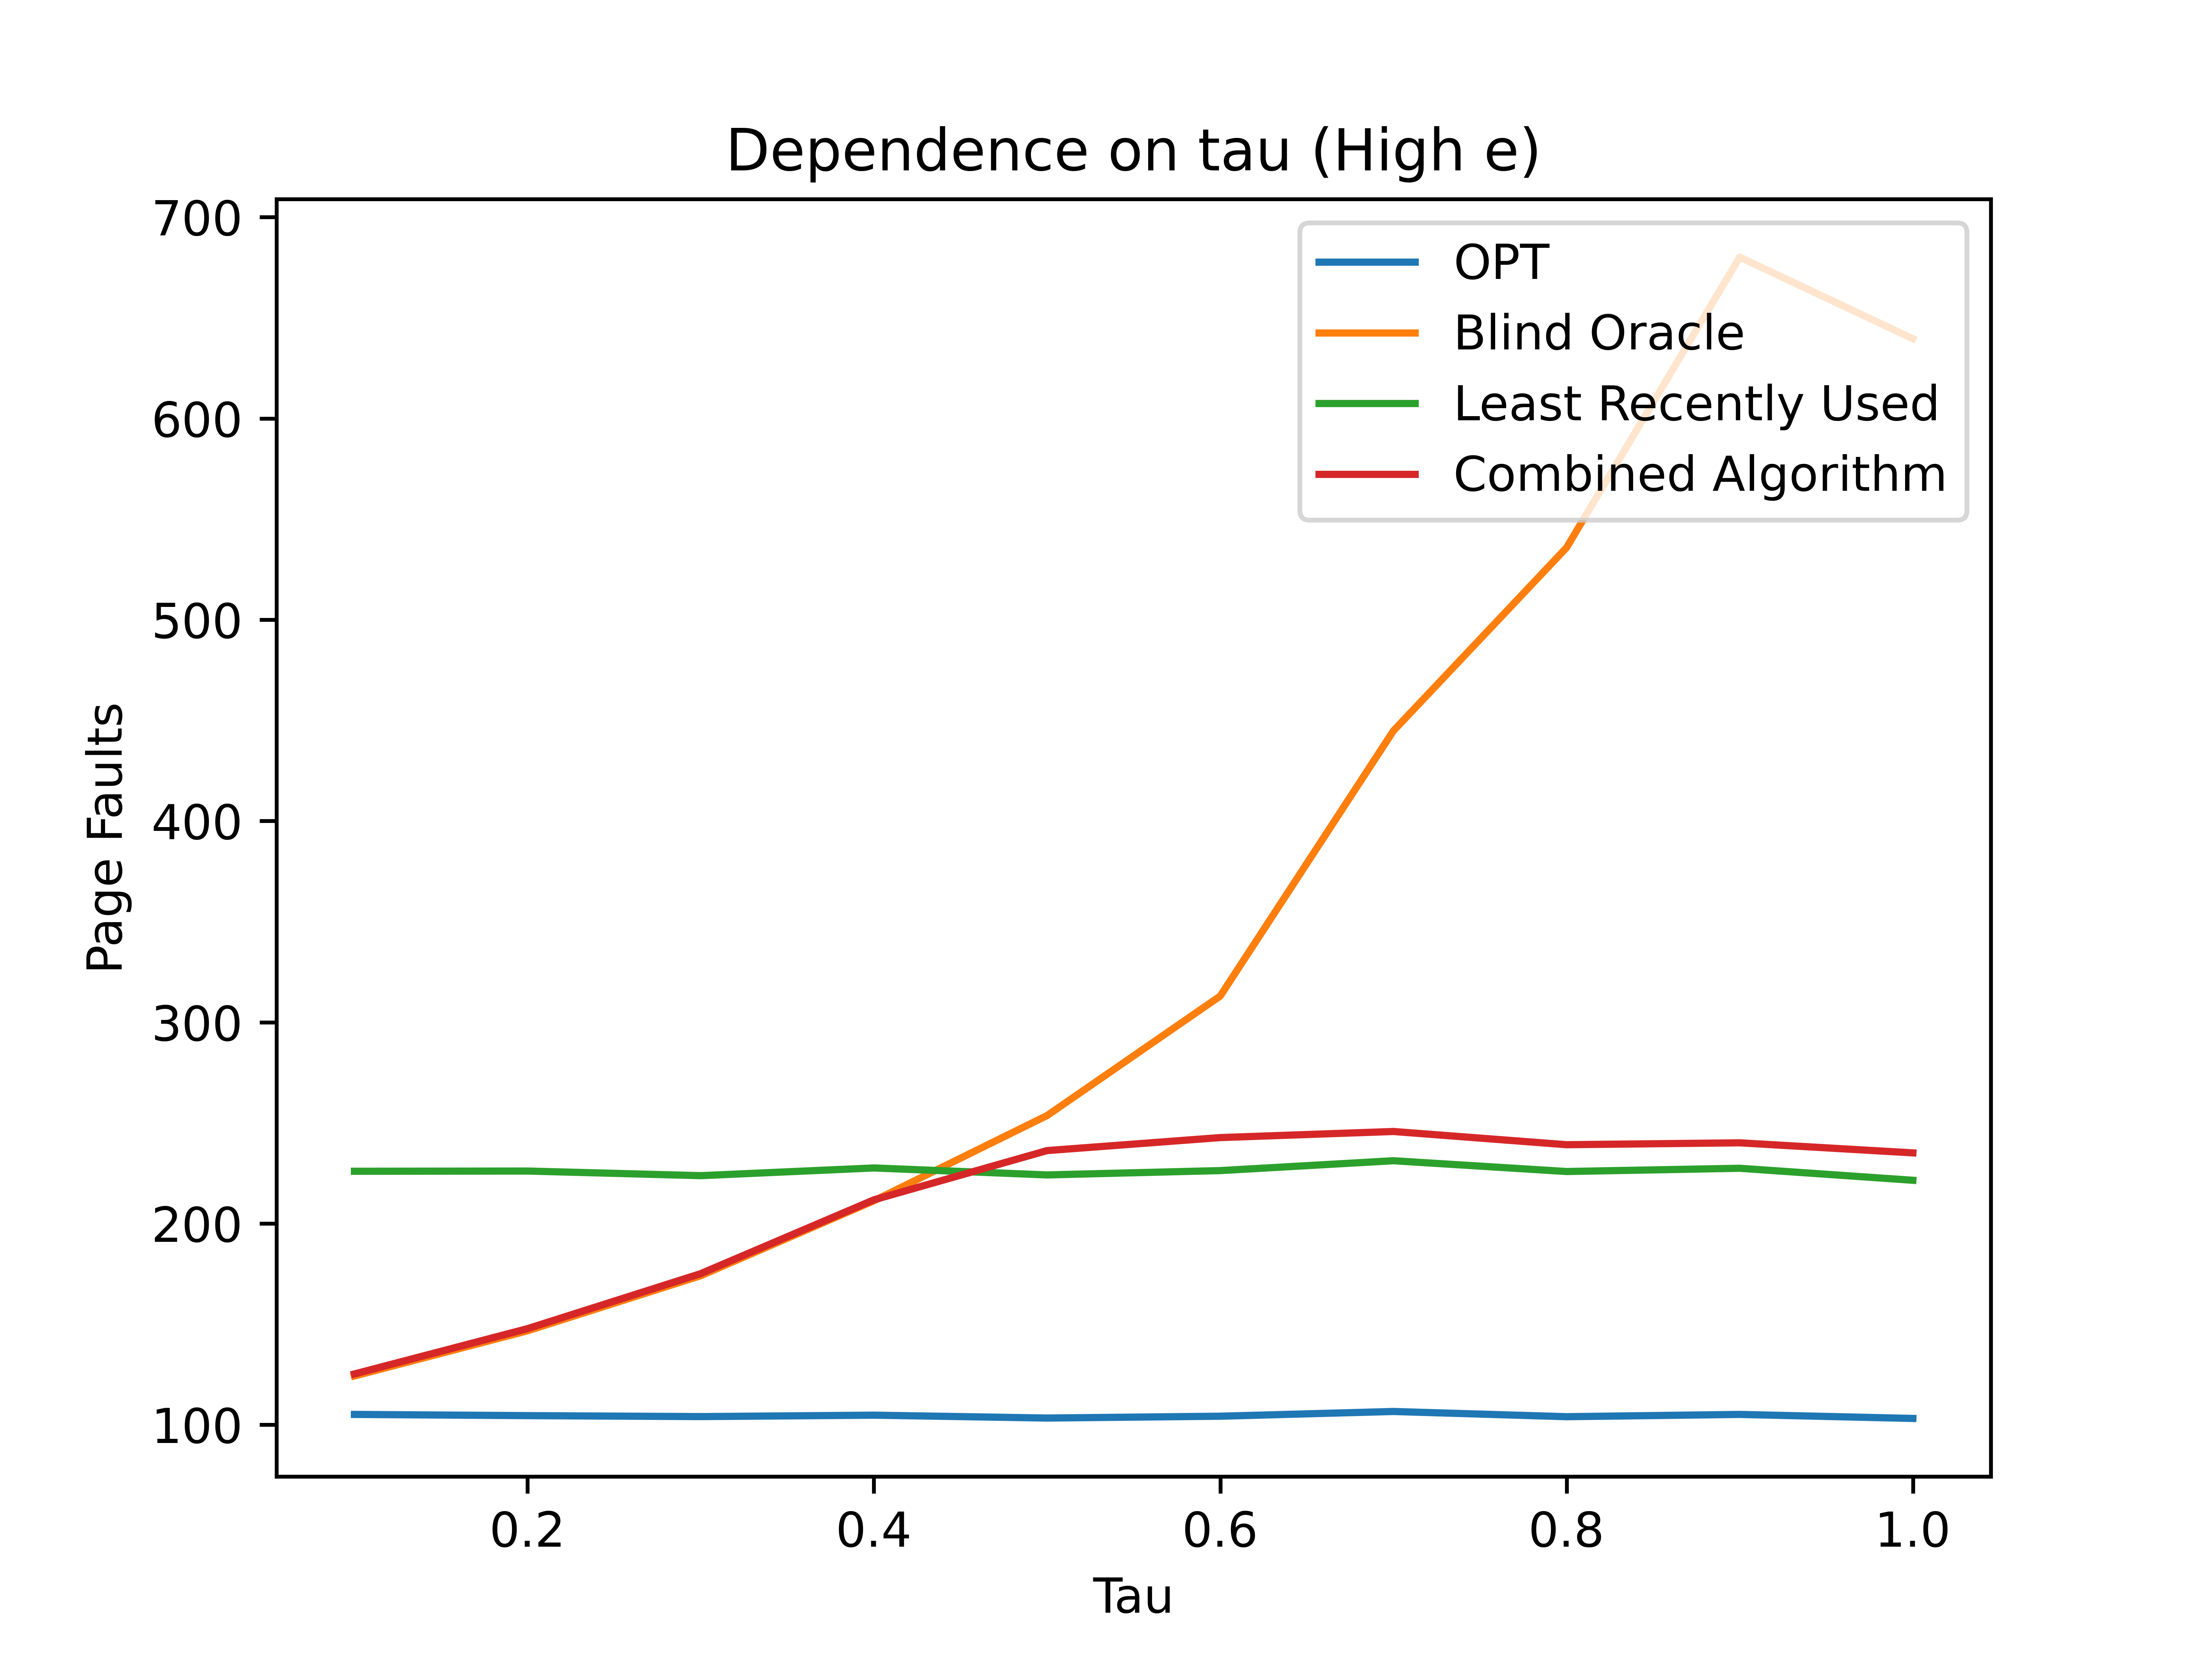 Dependence on tau (High e)
700
600
500
400
300
200
100
Page Faults
OPT
Blind Oracle
Least Recently Used
Combined Algorithm
0.2 0.4 0.6 0.8 1.0
Tau